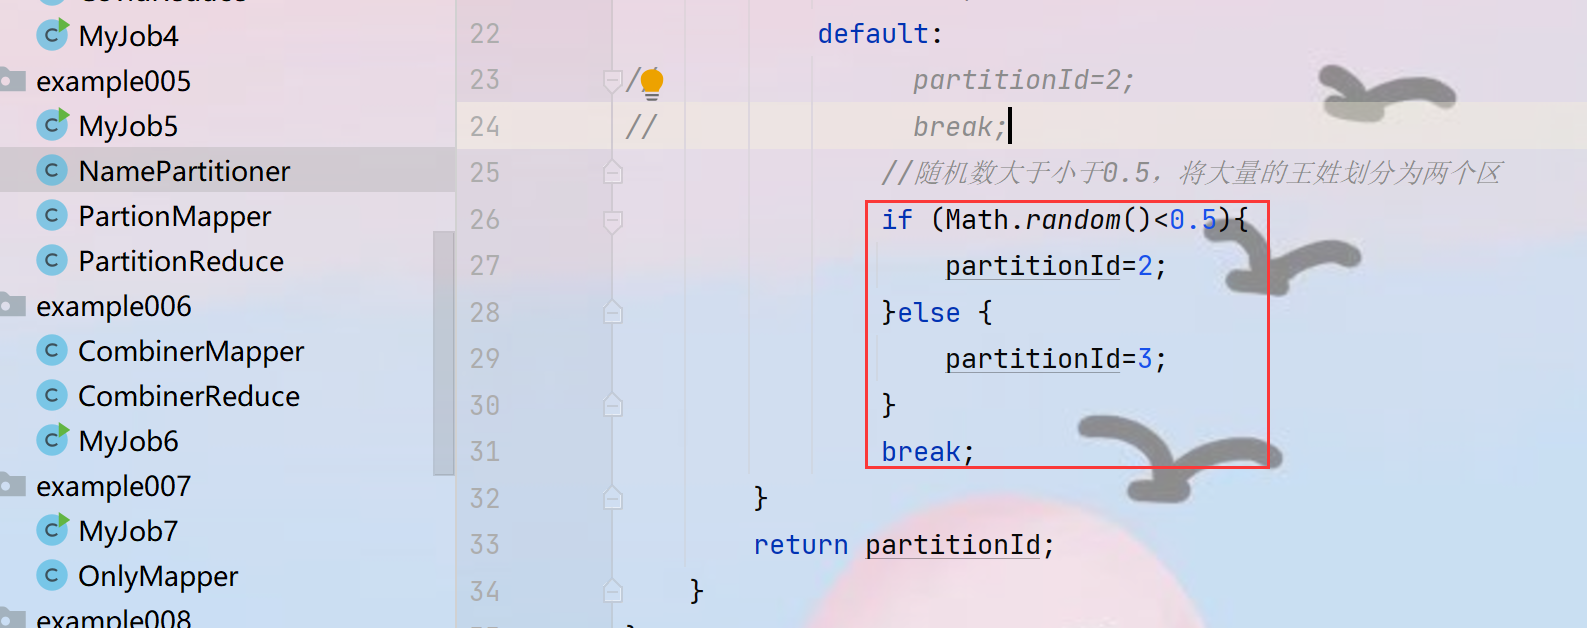 MyJob4
example005
MyJob5
NamePartitioner
PartionMapper
PartitionReduce
example006
CombinerMapper
CombinerReduce
MyJob6
example007
MyJob7
OnlyMapper
example008
22 default:
23 // partitionId=2;
24 // break;
25 //随机数大于小于0.5，将大量的王姓划分为两个区
26 if (Math.random()<0.5){
27 partitionId=2;
28 }else {
29 partitionId=3;
30 }
31 break;
32 }
33 return partitionId;
34 }